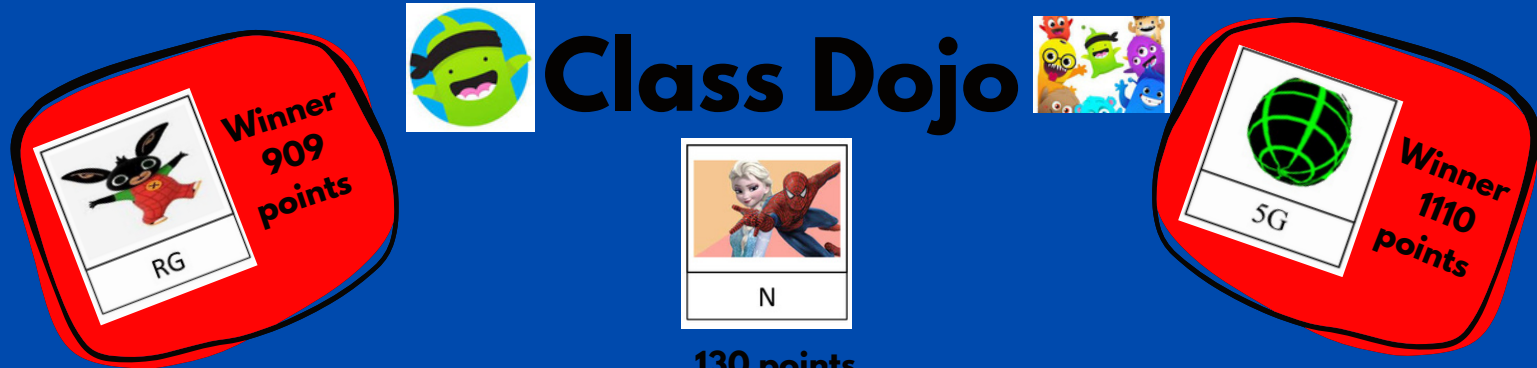 Class Dojo
Winner
909
points
RG
N
130 points
Winner
1110
points
5G